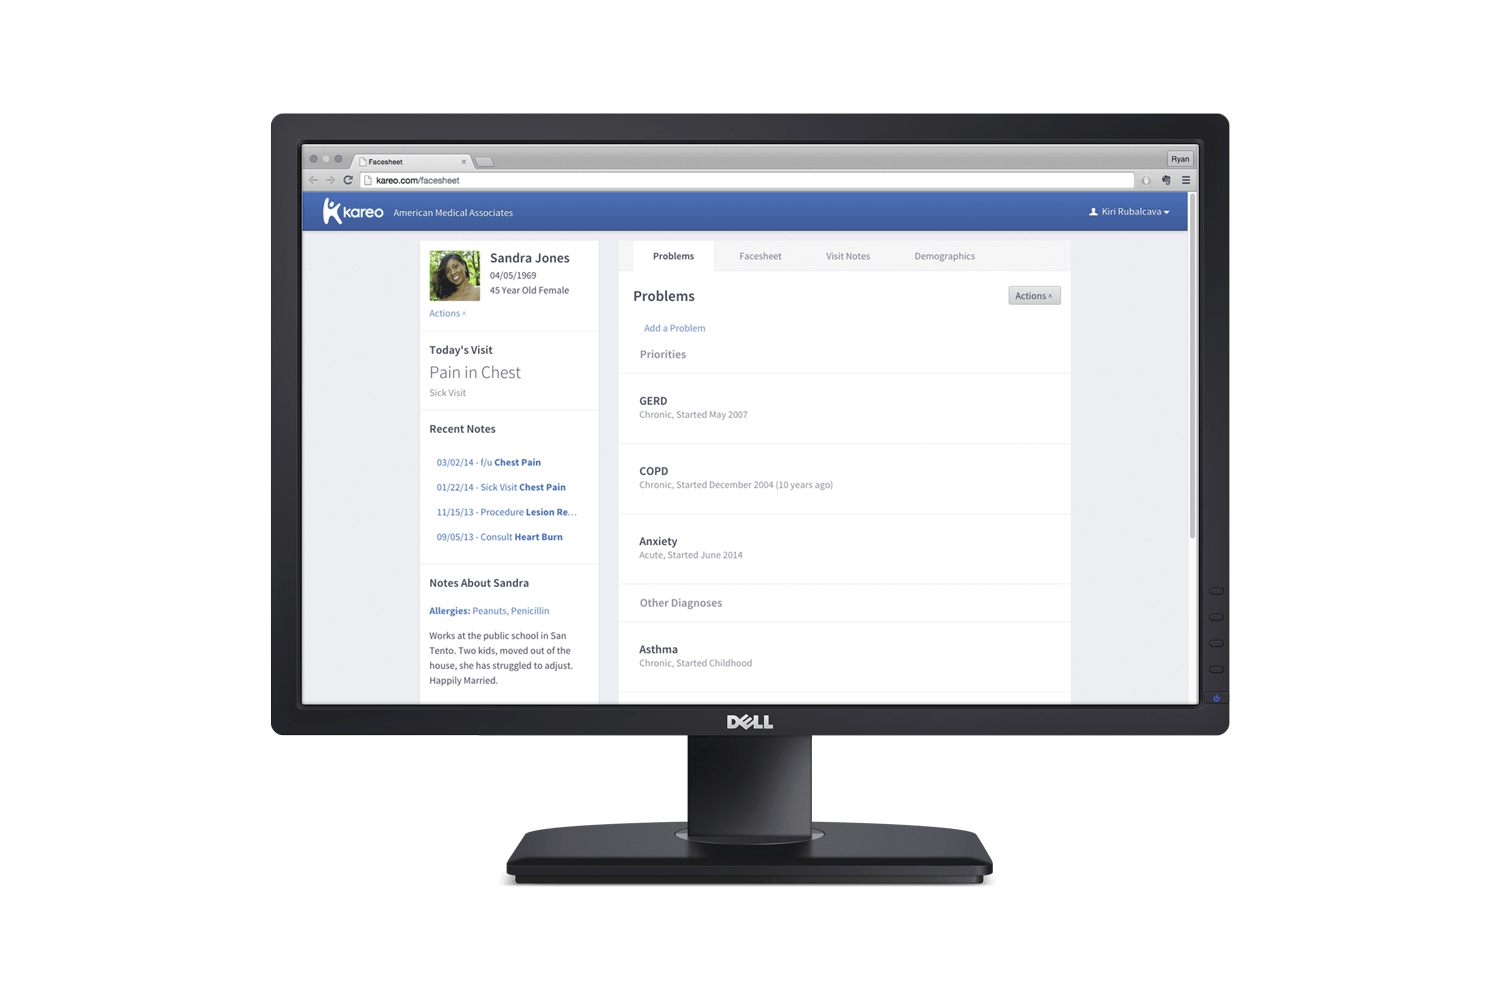 Facesheet
Ryan
kareo.com/facesheet
kareo American Medical Associates
Kiri Rubalcava
Sandra Jones
04/05/1969
45 Year Old Female
Actions ^
Today's Visit
Pain in Chest
Sick Visit
Recent Notes
03/02/14 - f/u Chest Pain
01/22/14 - Sick Visit Chest Pain
11/15/13 - Procedure Lesion Re...
09/05/13 - Consult Heart Burn
Notes About Sandra
Allergies: Peanuts, Penicillin
Works at the public school in San
Tento. Two kids, moved out of the
house, she has struggled to adjust.
Happily Married.
Problems Facesheet Visit Notes Demographics
Problems
Actions ^
Add a Problem
Priorities
GERD
Chronic, Started May 2007
COPD
Chronic, Started December 2004 (10 years ago)
Anxiety
Acute, Started June 2014
Other Diagnoses
Asthma
Chronic, Started Childhood
DELL